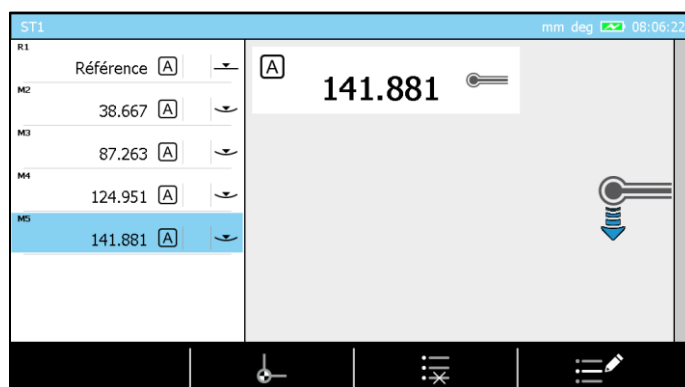 ST1 mm deg 08:06:22
R1
Référence A
M2
38.667 A
M3
87.263 A
M4
124.951 A
M5
141.881 A
A 141.881